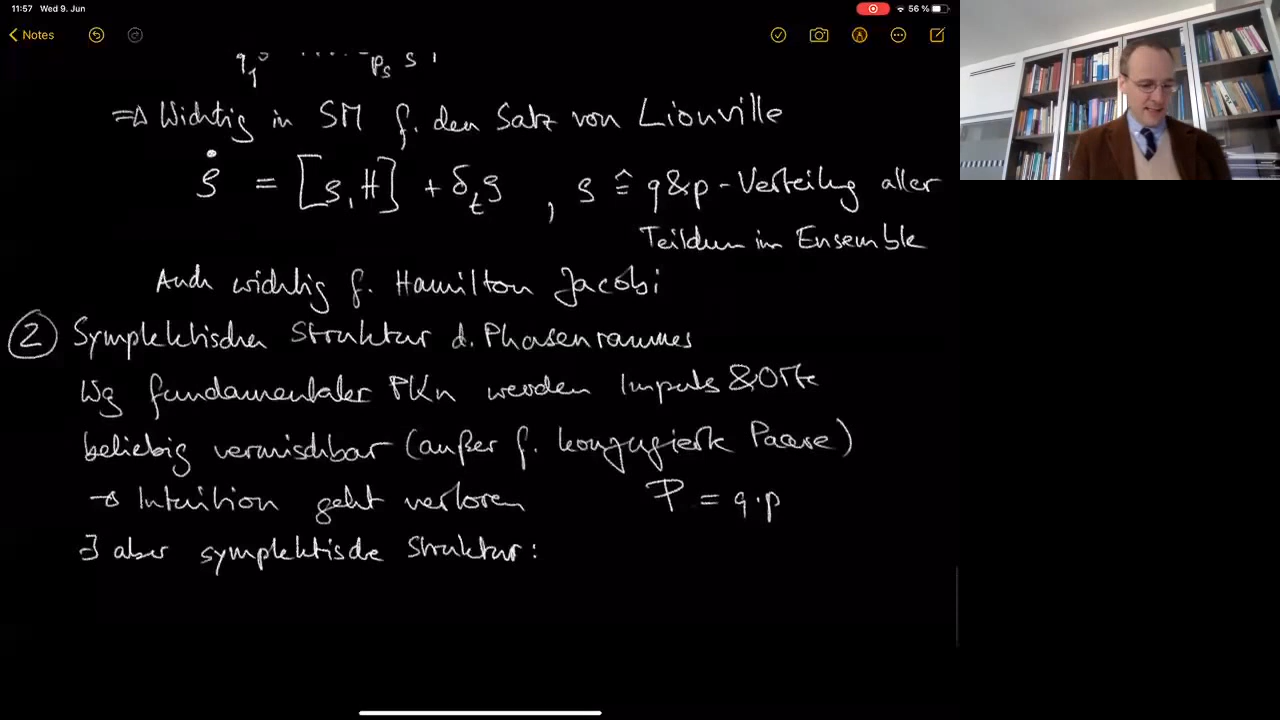 11:57 Wed 9. Jun 56 %
Notes
⇒ Wichtig in SM f. den Satz von Liouville
ρ̇ = [ρ, H] + ∂_t ρ , ρ ≙ q&p-Verteilung aller
Teilchen im Ensemble
Auch wichtig f. Hamilton Jacobi
② Symplektischen Struktur d. Phasenraumes
Wg fundamentaler PKn werden Impuls & Orte
beliebig vermischbar (außer f. konjugierte Paare)
→ Intuition geht verloren P = q·p
∃ aber symplektische Struktur: